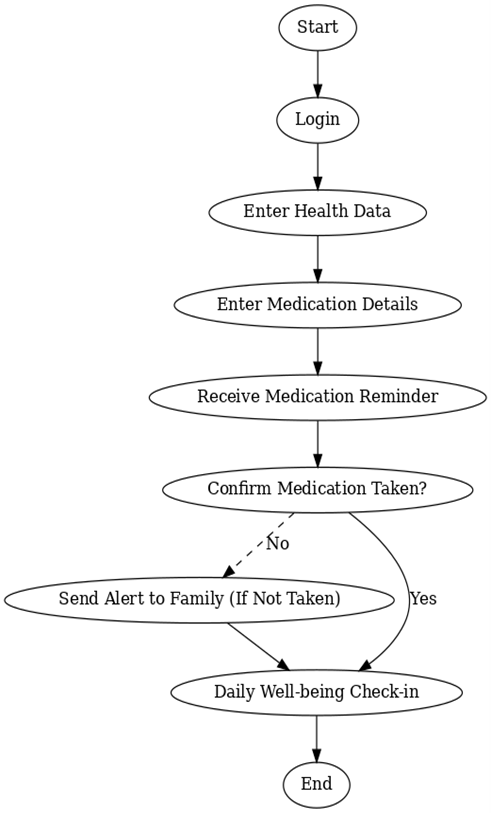 Start
Login
Enter Health Data
Enter Medication Details
Receive Medication Reminder
Confirm Medication Taken?
No
Send Alert to Family (If Not Taken)
Yes
Daily Well-being Check-in
End